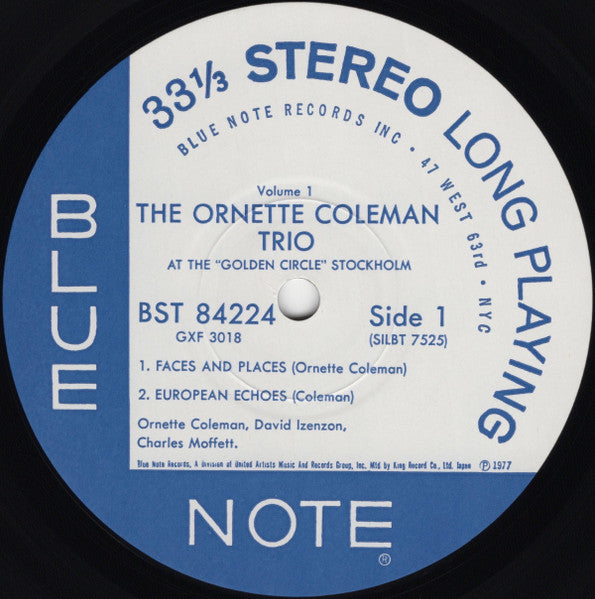 33⅓ STEREO LONG PLAYING
BLUE NOTE RECORDS INC • 47 WEST 63rd • NYC
Volume 1
THE ORNETTE COLEMAN
TRIO
AT THE "GOLDEN CIRCLE" STOCKHOLM
BST 84224
GXF 3018
Side 1
(SILBT 7525)
1. FACES AND PLACES (Ornette Coleman)
2. EUROPEAN ECHOES (Coleman)
Ornette Coleman, David Izenzon,
Charles Moffett.
Blue Note Records, A Division of United Artists Music And Records Group, Inc, Mfd by King Record Co., Ltd. Japan ℗ 1977
BLUE
NOTE
®